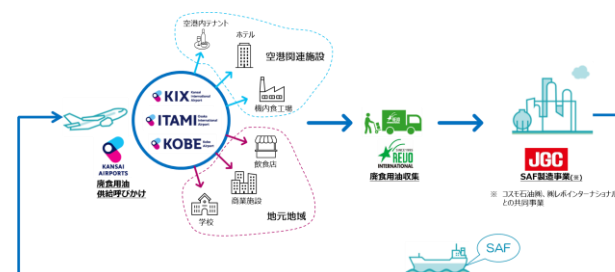 空港内テナント
ホテル
空港関連施設
機内食工場
KIX Kansai International Airport
ITAMI Osaka International Airport
KOBE Kobe Airport
KANSAI AIRPORTS
廃食用油
供給呼びかけ
飲食店
商業施設
学校
地元地域
REVO INTERNATIONAL
廃食用油収集
JGC
SAF製造事業(※)
※ コスモ石油㈱、㈱レボインターナショナル
との共同事業
SAF